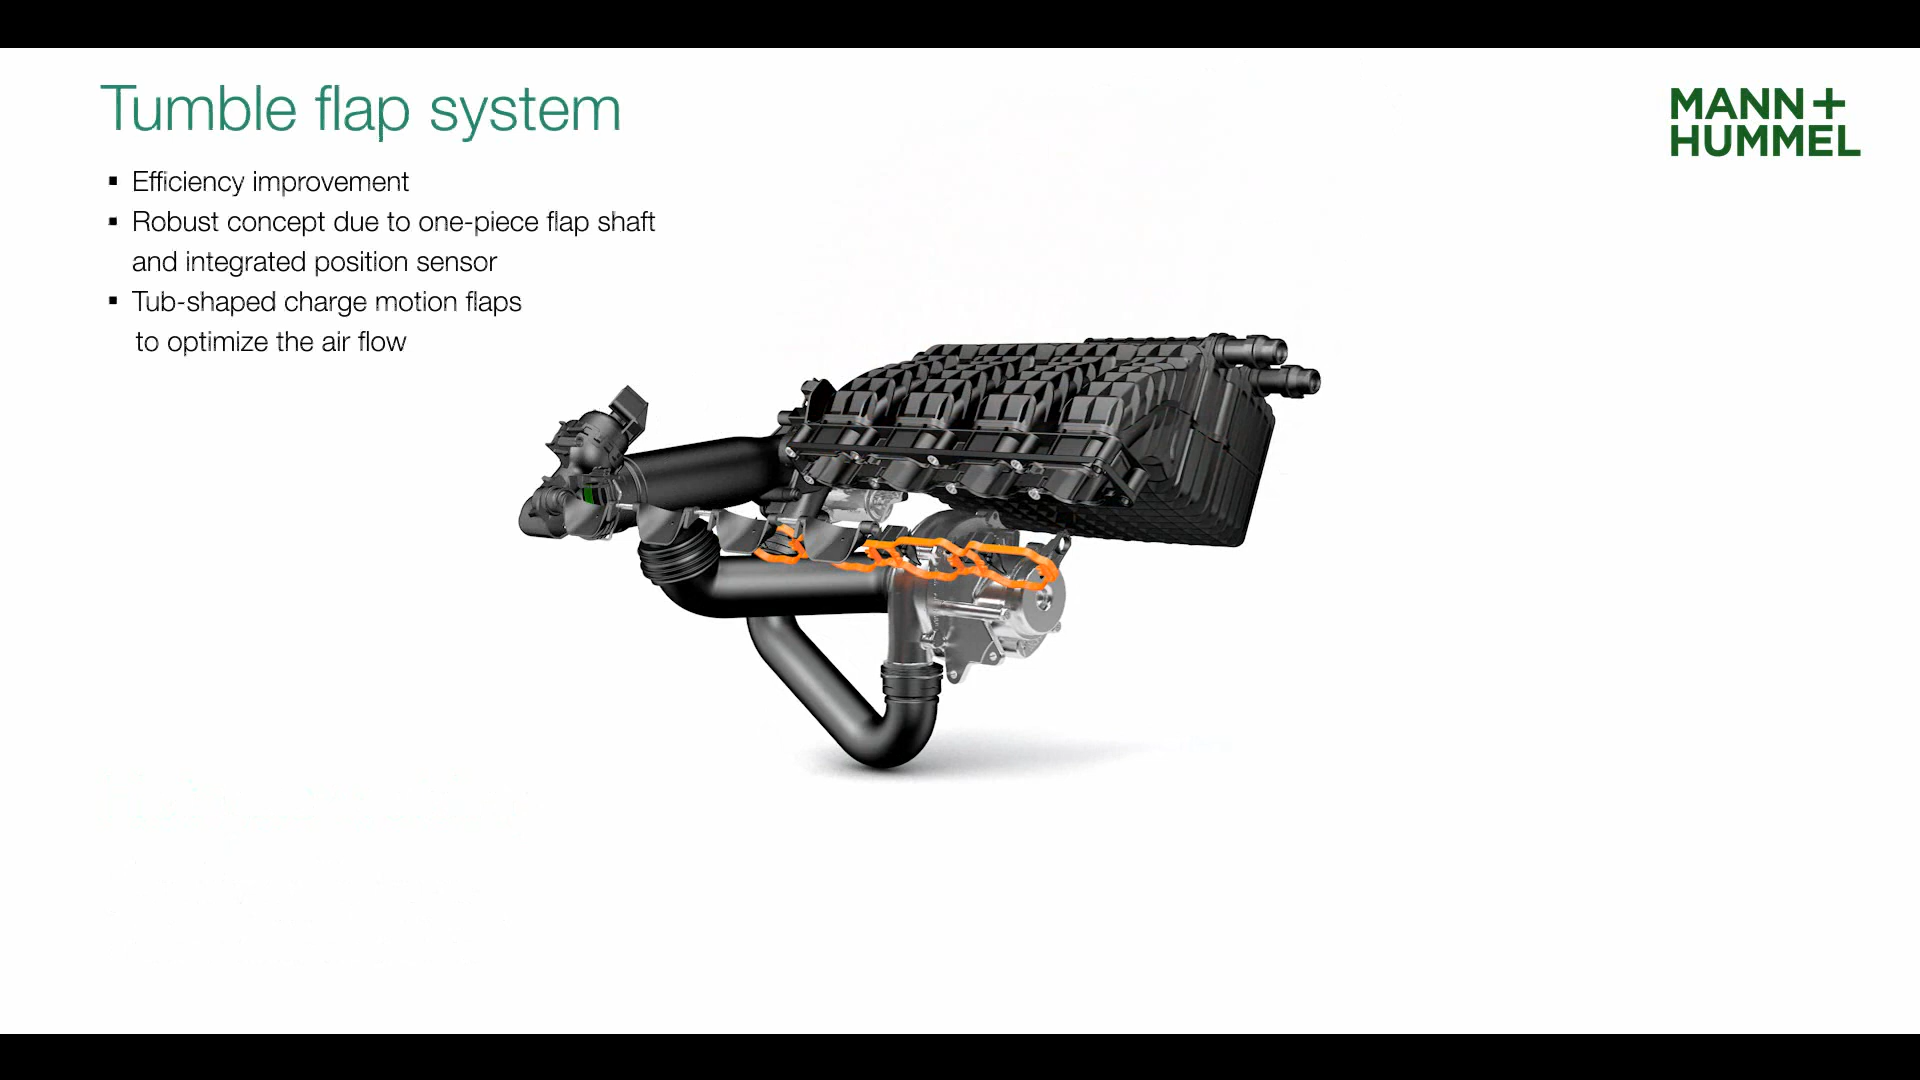 Tumble flap system
MANN+
HUMMEL
▪ Efficiency improvement
▪ Robust concept due to one-piece flap shaft
and integrated position sensor
▪ Tub-shaped charge motion flaps
to optimize the air flow